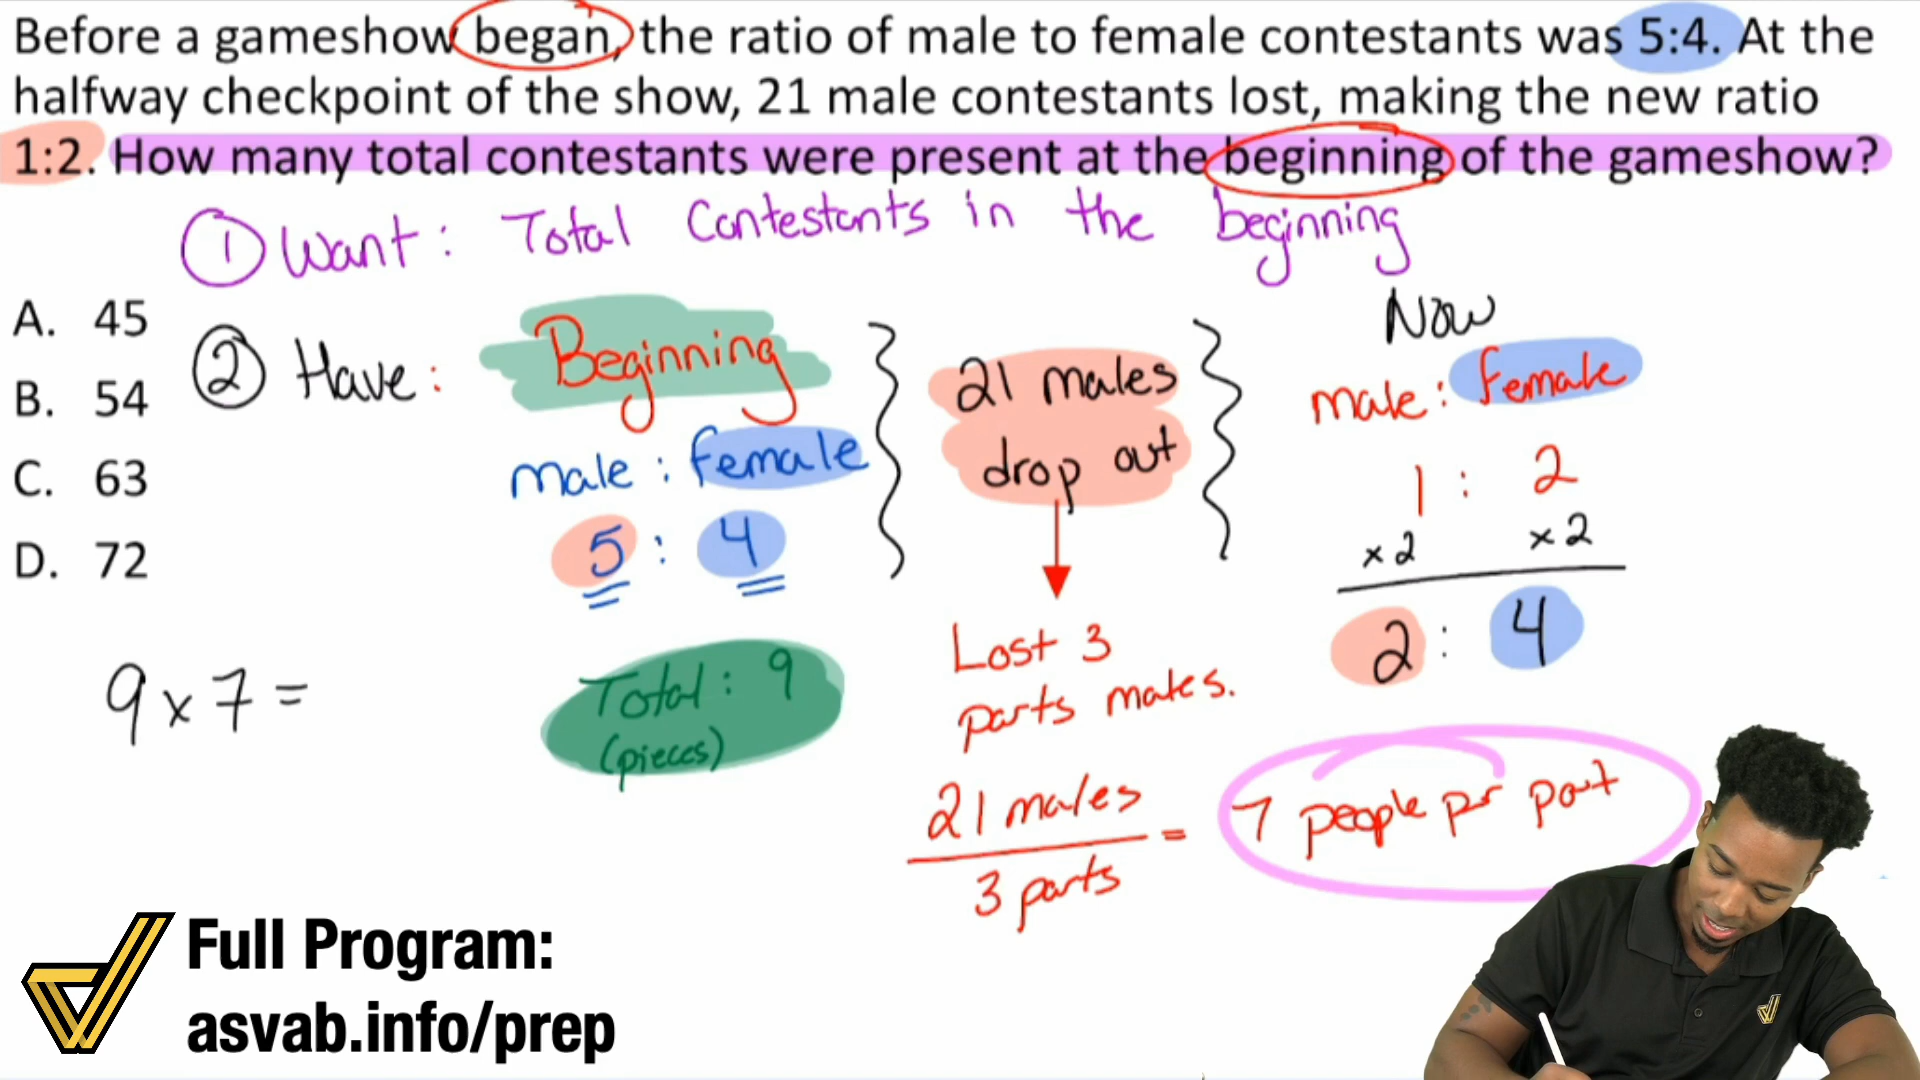 Before a gameshow began, the ratio of male to female contestants was 5:4. At the
halfway checkpoint of the show, 21 male contestants lost, making the new ratio
1:2. How many total contestants were present at the beginning of the gameshow?
1 Want: Total Contestants in the beginning
A. 45
B. 54
C. 63
D. 72
2 Have:
Beginning
male : female
5 : 4
Total: 9
(pieces)
21 males
drop out
Lost 3
parts males.
21 males
3 parts
= 7 people per part
Now
male: female
1 : 2
x2 x2
2 : 4
9 x 7 =
Full Program:
asvab.info/prep